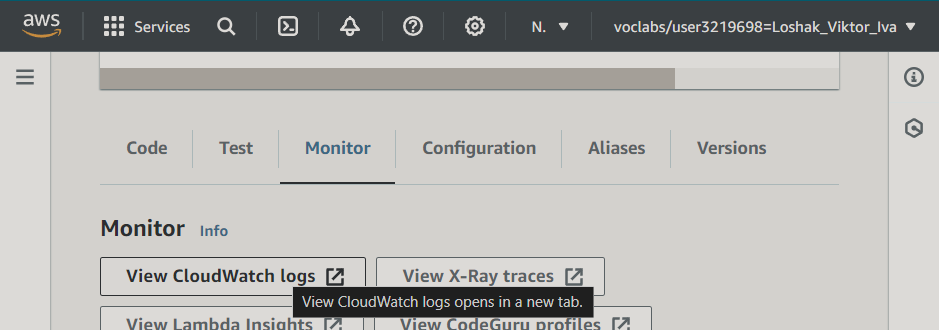 aws
Services
N.
voclabs/user3219698=Loshak_Viktor_Iva
Code
Test
Monitor
Configuration
Aliases
Versions
Monitor
Info
View CloudWatch logs
View X-Ray traces
View CloudWatch logs opens in a new tab.
View Lambda Insights
View CodeGuru profiles